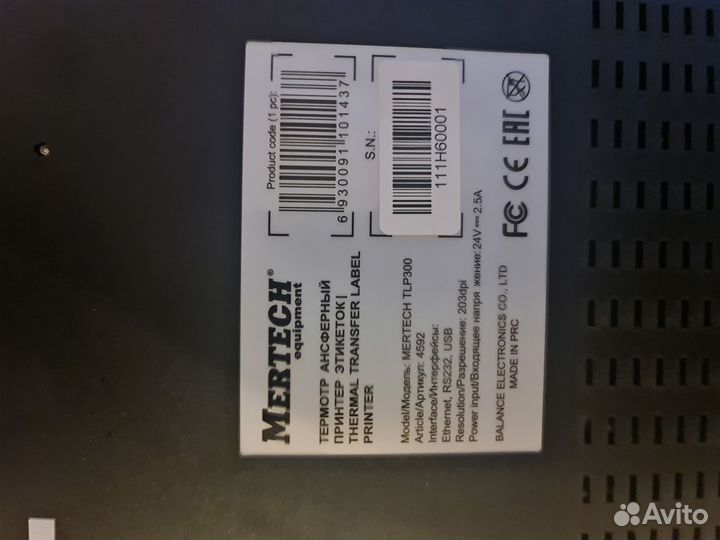 MERTECH®
equipment
ТЕРМОТР АНСФЕРНЫЙ
ПРИНТЕР ЭТИКЕТОК|
THERMAL TRANSFER LABEL
PRINTER
Product code (1 pc):
6 930091 101437
S.N.:
111H60001
Model/Модель: MERTECH TLP300
Article/Артикул: 4592
Interface/Интерфейсы:
Ethernet, RS232, USB
Resolution/Разрешение: 203dpi
Power input/Входящее напря жение:24V⎓2.5A
BALANCE ELECTRONICS CO., LTD
MADE IN PRC
FC CE EAC
Avito